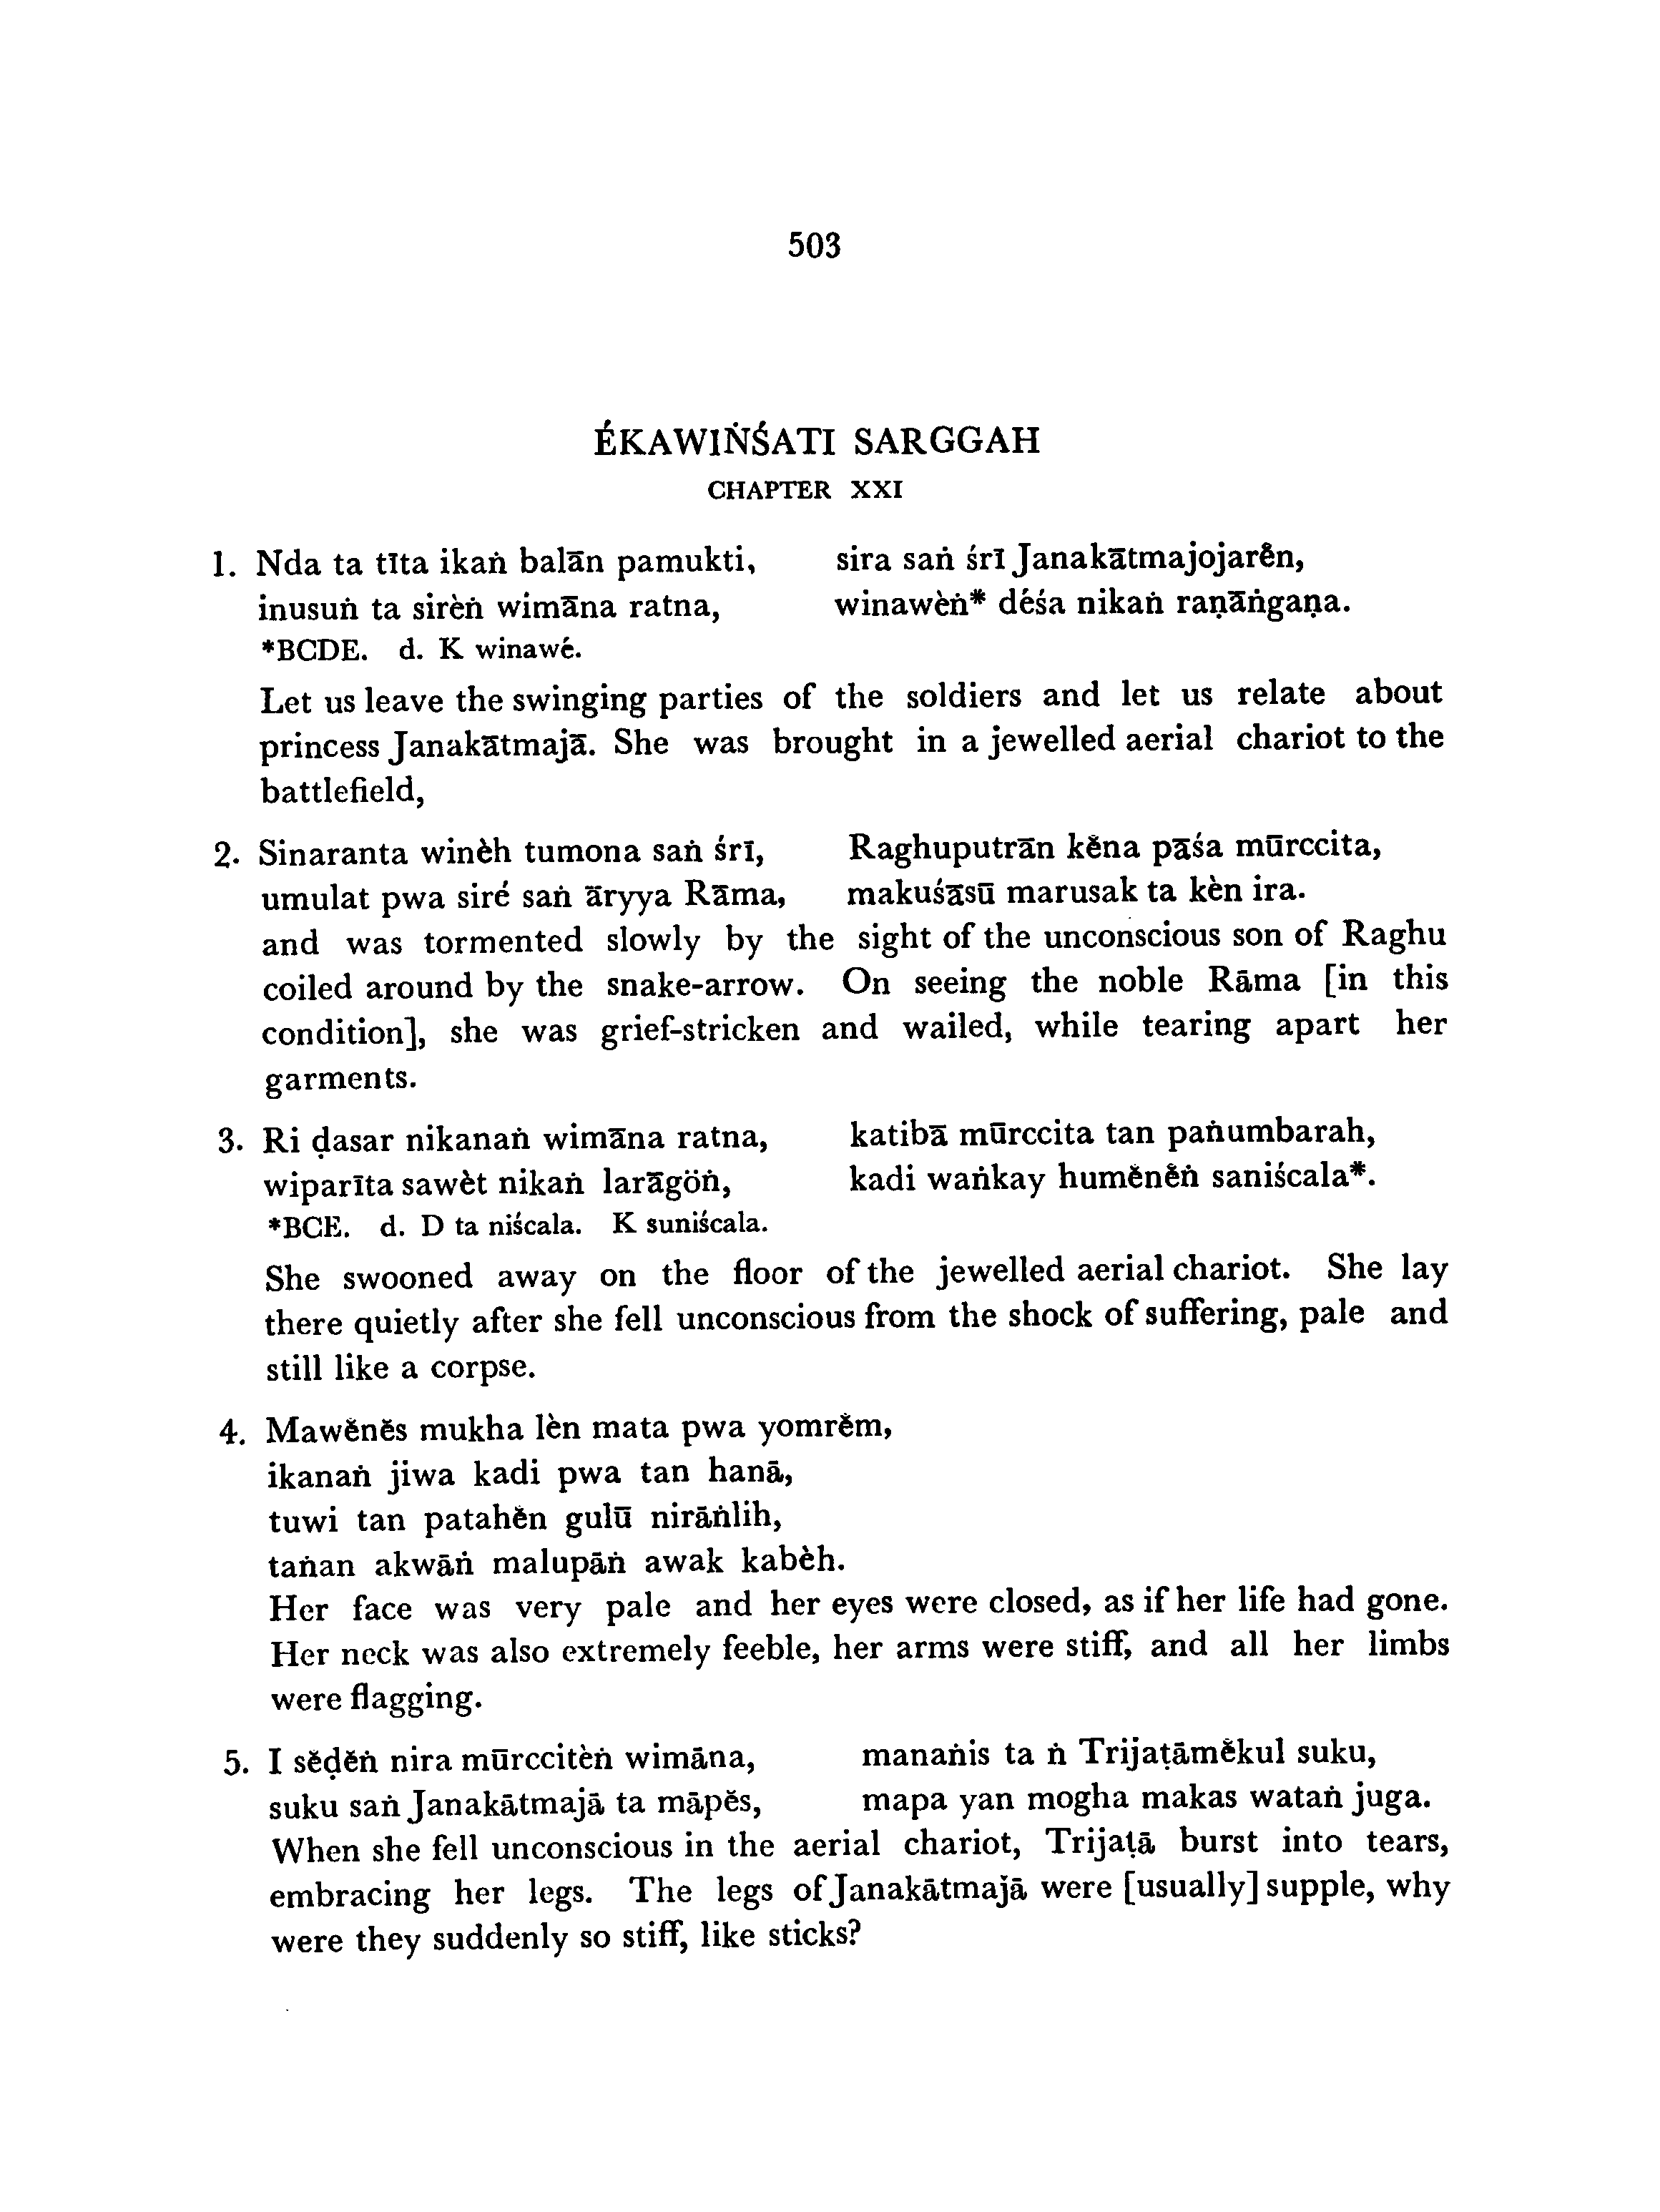 503
ÉKAWIṄŚATI SARGGAH
CHAPTER XXI
1. Nda ta tīta ikaṅ balān pamukti, sira saṅ śrī Janakātmajojarĕn,
inusuṅ ta sirèṅ wimāna ratna, winawèṅ* déśa nikaṅ raṇāṅgaṇa.
*BCDE. d. K winawé.
Let us leave the swinging parties of the soldiers and let us relate about
princess Janakātmajā. She was brought in a jewelled aerial chariot to the
battlefield,
2. Sinaranta winèh tumona saṅ śrī, Raghuputrān kĕna pāśa mūrccita,
umulat pwa siré saṅ āryya Rāma, makuśāsū marusak ta kèn ira.
and was tormented slowly by the sight of the unconscious son of Raghu
coiled around by the snake-arrow. On seeing the noble Rāma [in this
condition], she was grief-stricken and wailed, while tearing apart her
garments.
3. Ri ḍasar nikanaṅ wimāna ratna, katibā mūrccita tan paṅumbarah,
wiparīta sawèt nikaṅ larāgöṅ, kadi waṅkay humĕnĕṅ saniścala*.
*BCE. d. D ta niścala. K suniścala.
She swooned away on the floor of the jewelled aerial chariot. She lay
there quietly after she fell unconscious from the shock of suffering, pale and
still like a corpse.
4. Mawĕnĕs mukha lèn mata pwa yomrĕm,
ikanaṅ jiwa kadi pwa tan hanā,
tuwi tan patahĕn gulū nirāṅlih,
taṅan akwāṅ malupāṅ awak kabèh.
Her face was very pale and her eyes were closed, as if her life had gone.
Her neck was also extremely feeble, her arms were stiff, and all her limbs
were flagging.
5. I sĕḍĕṅ nira mūrccitèṅ wimāna, manaṅis ta ṅ Trijaṭāmĕkul suku,
suku saṅ Janakātmajā ta māpĕs, mapa yan mogha makas wataṅ juga.
When she fell unconscious in the aerial chariot, Trijaṭā burst into tears,
embracing her legs. The legs of Janakātmajā were [usually] supple, why
were they suddenly so stiff, like sticks?